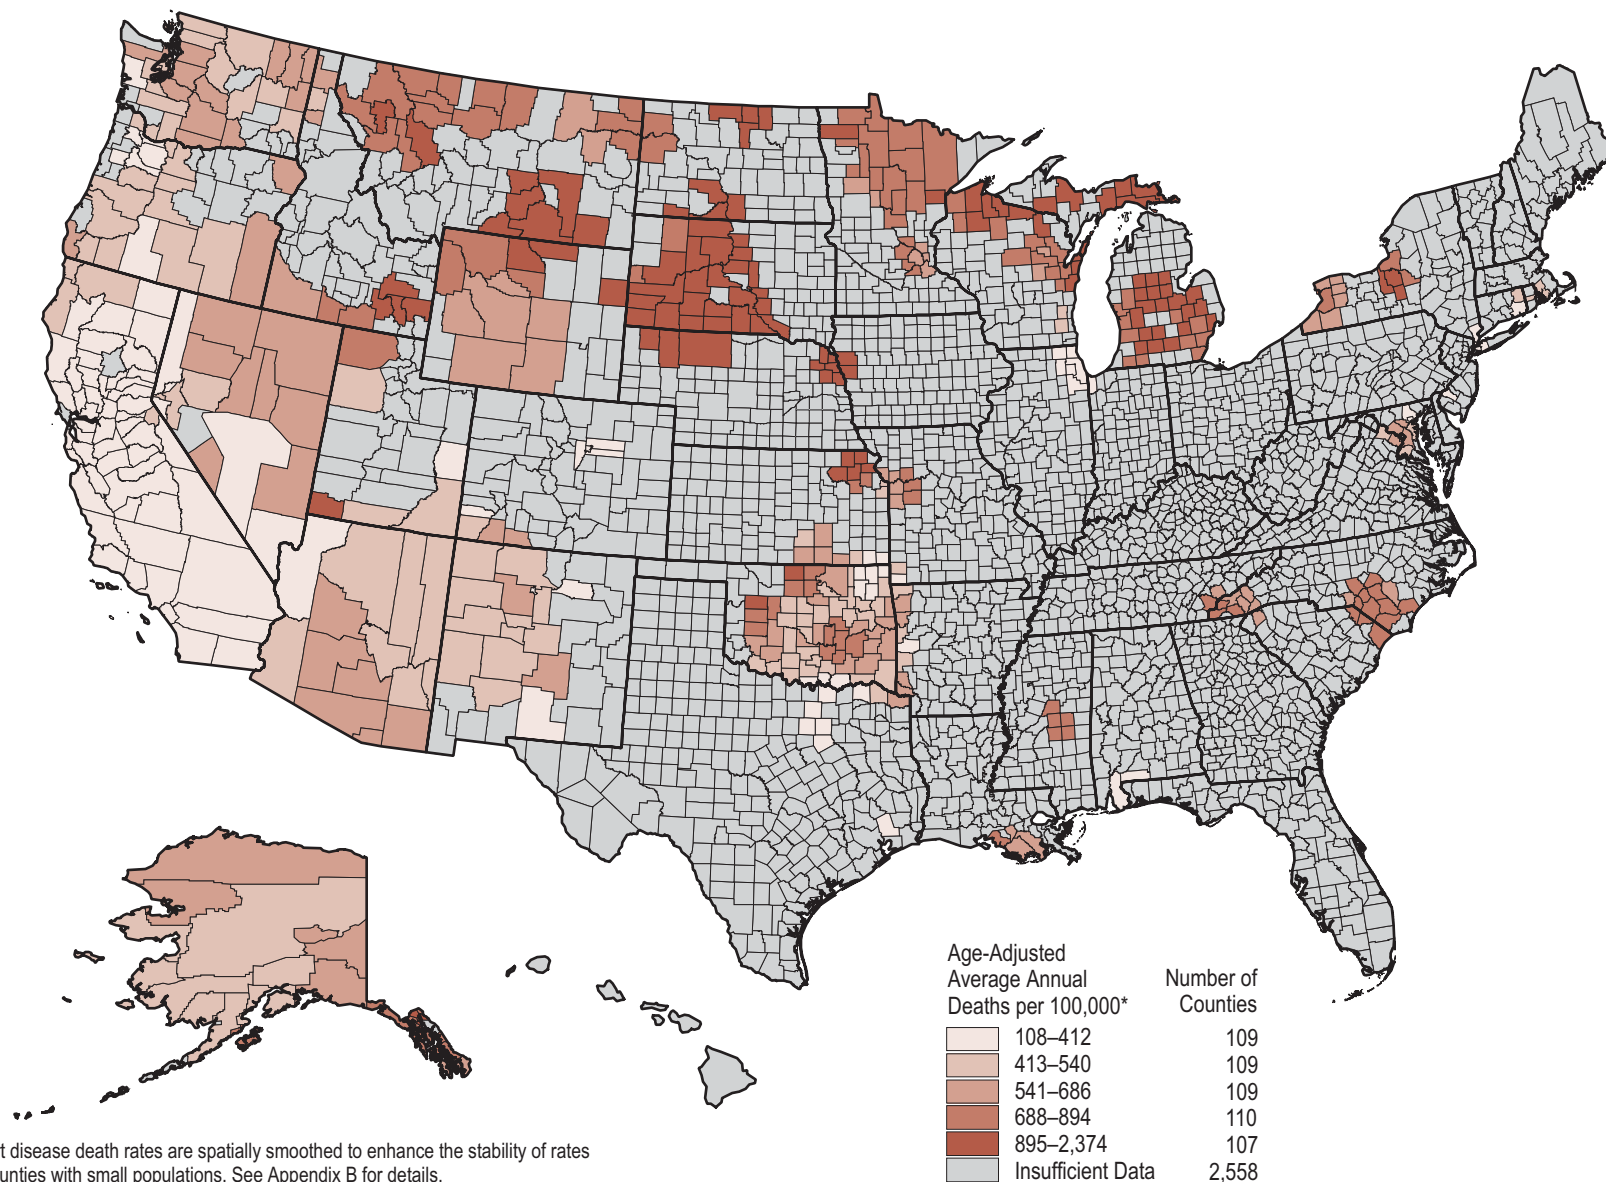 Age-Adjusted
Average Annual
Deaths per 100,000*
Number of
Counties
108–412 109
413–540 109
541–686 109
688–894 110
895–2,374 107
Insufficient Data 2,558
t disease death rates are spatially smoothed to enhance the stability of rates
unties with small populations. See Appendix B for details.